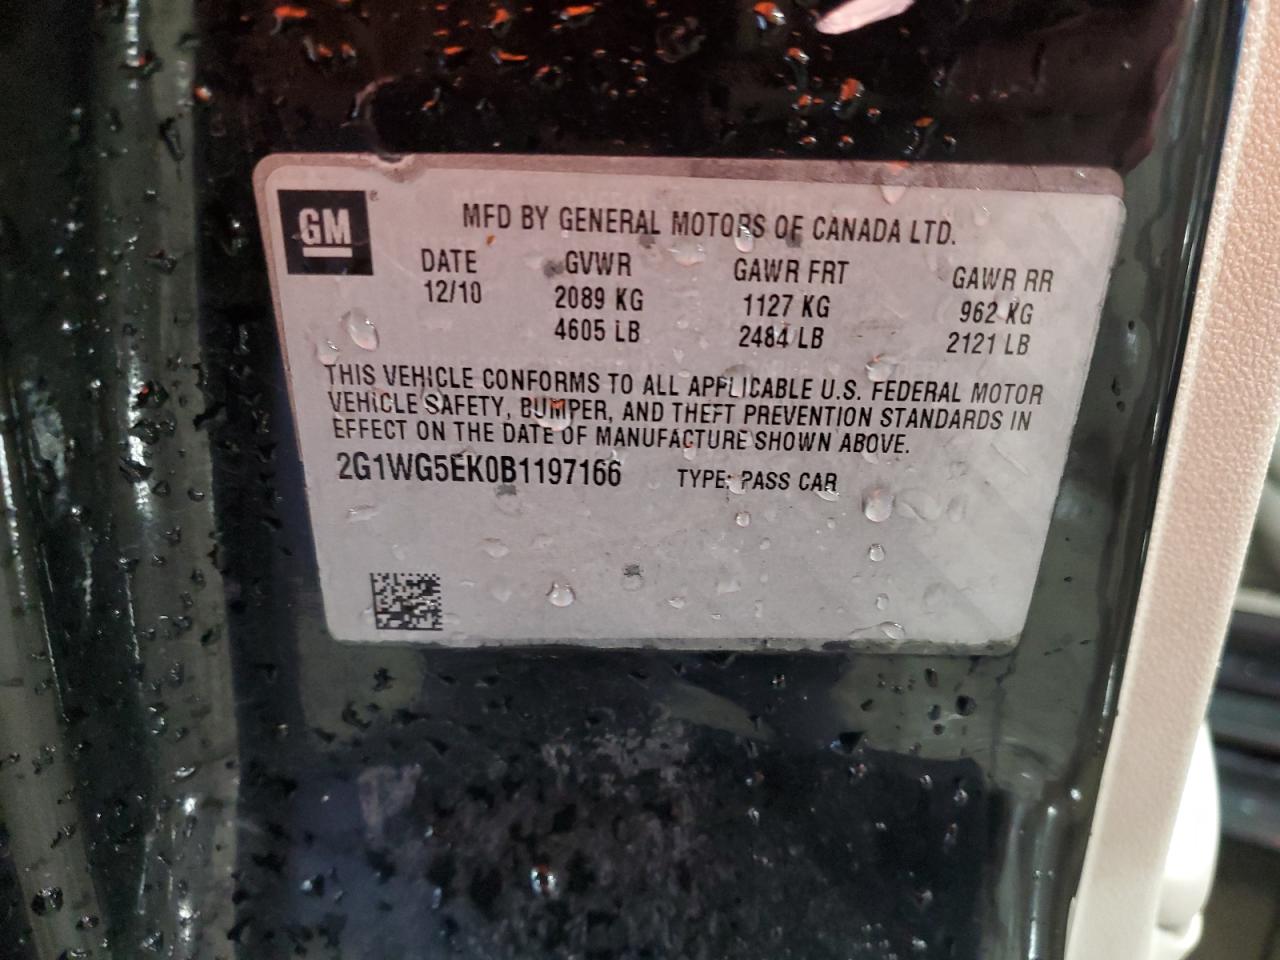 GM ®
MFD BY GENERAL MOTORS OF CANADA LTD.
DATE GVWR GAWR FRT GAWR RR
12/10 2089 KG 1127 KG 962 KG
4605 LB 2484 LB 2121 LB
THIS VEHICLE CONFORMS TO ALL APPLICABLE U.S. FEDERAL MOTOR
VEHICLE SAFETY, BUMPER, AND THEFT PREVENTION STANDARDS IN
EFFECT ON THE DATE OF MANUFACTURE SHOWN ABOVE.
2G1WG5EK0B1197166 TYPE: PASS CAR